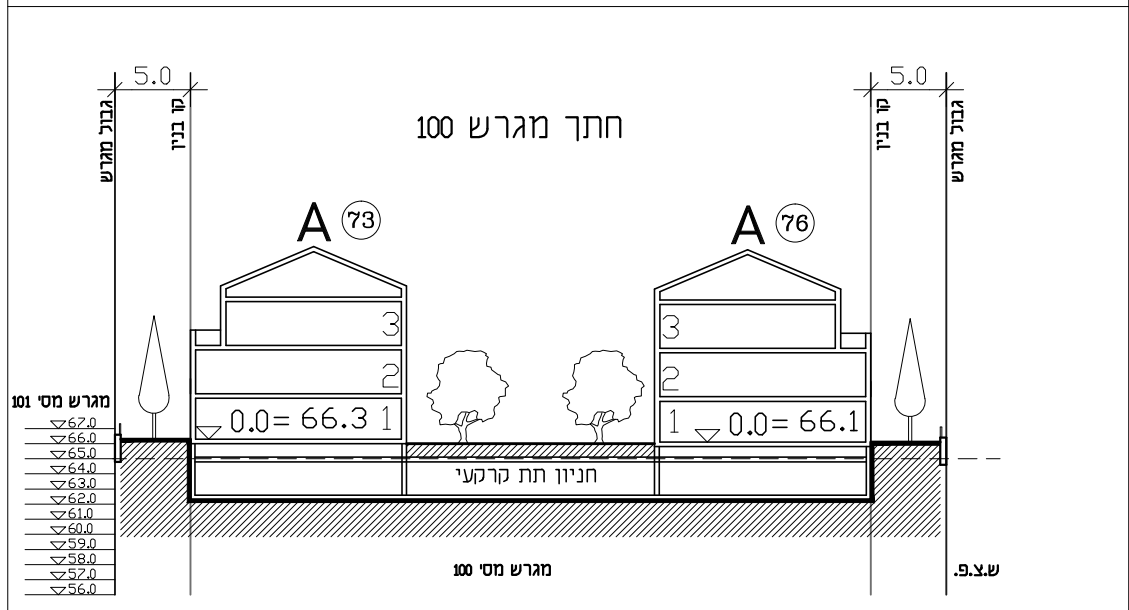 5.0
5.0
גבול מגרש
קו בנין
קו בנין
גבול מגרש
חתך מגרש 100
A 73
A 76
3
3
2
2
0.0= 66.3 1
1 0.0= 66.1
מגרש מסי 101
67.0
66.0
65.0
64.0
63.0
62.0
61.0
60.0
59.0
58.0
57.0
56.0
חניון תת קרקעי
מגרש מסי 100
ש.צ.פ.